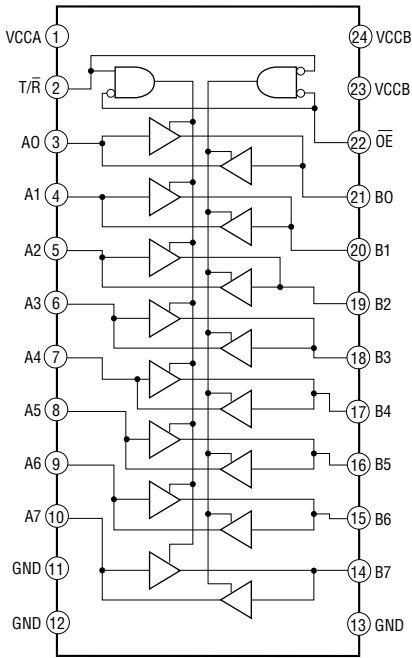 VCCA 1
24 VCCB
T/R̅ 2
23 VCCB
A0 3
22 O̅E̅
A1 4
21 B0
A2 5
20 B1
A3 6
19 B2
A4 7
18 B3
A5 8
17 B4
A6 9
16 B5
A7 10
15 B6
GND 11
14 B7
GND 12
13 GND